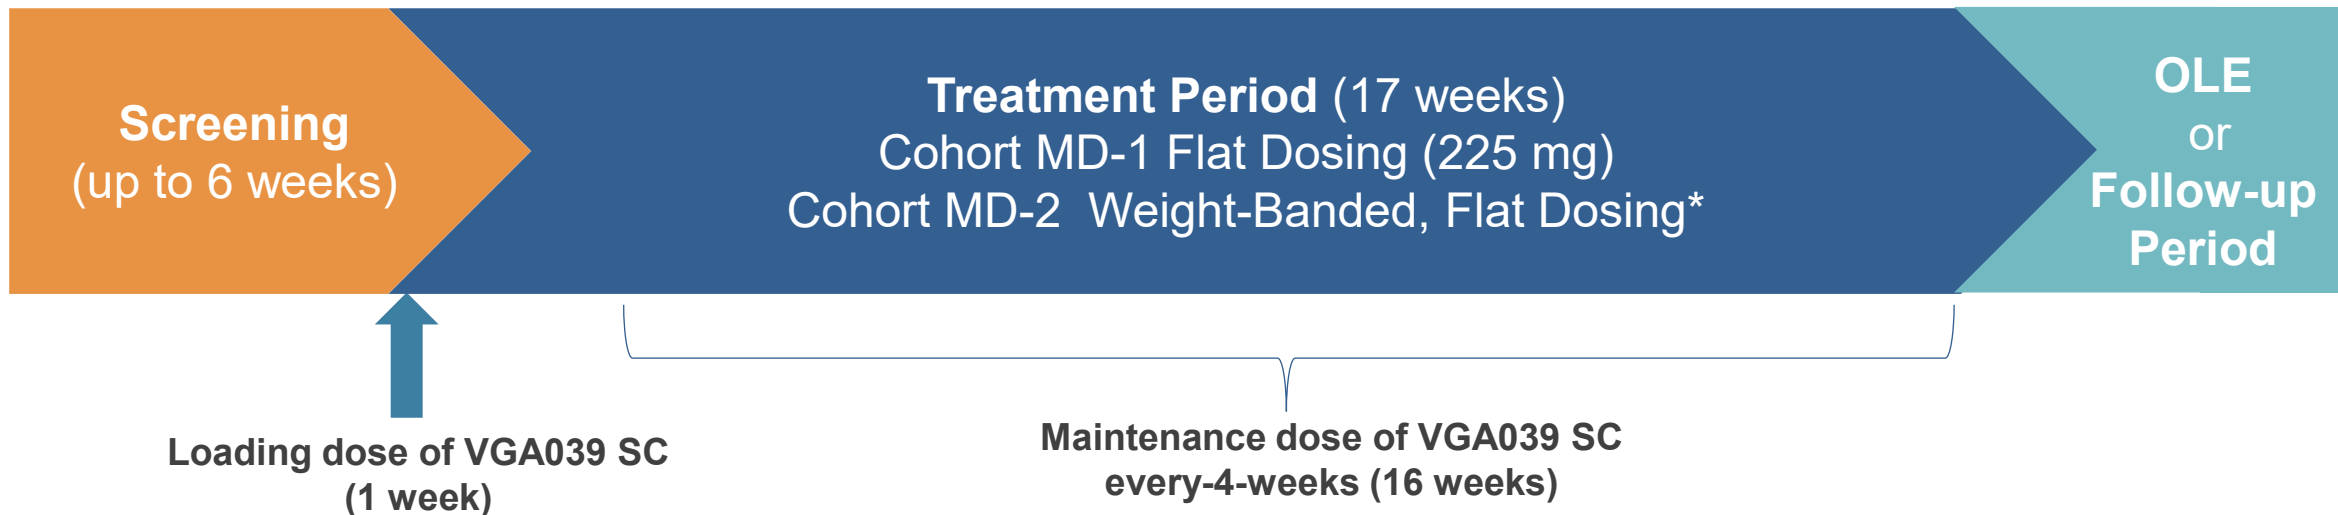 Screening
(up to 6 weeks)
Treatment Period (17 weeks)
Cohort MD-1 Flat Dosing (225 mg)
Cohort MD-2  Weight-Banded, Flat Dosing*
OLE
or
Follow-up
Period
Loading dose of VGA039 SC
(1 week)
Maintenance dose of VGA039 SC
every-4-weeks (16 weeks)